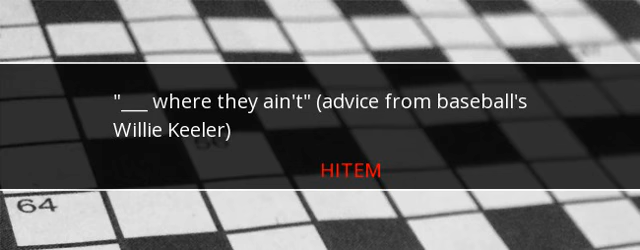 "___ where they ain't" (advice from baseball's
Willie Keeler)
HITEM
64